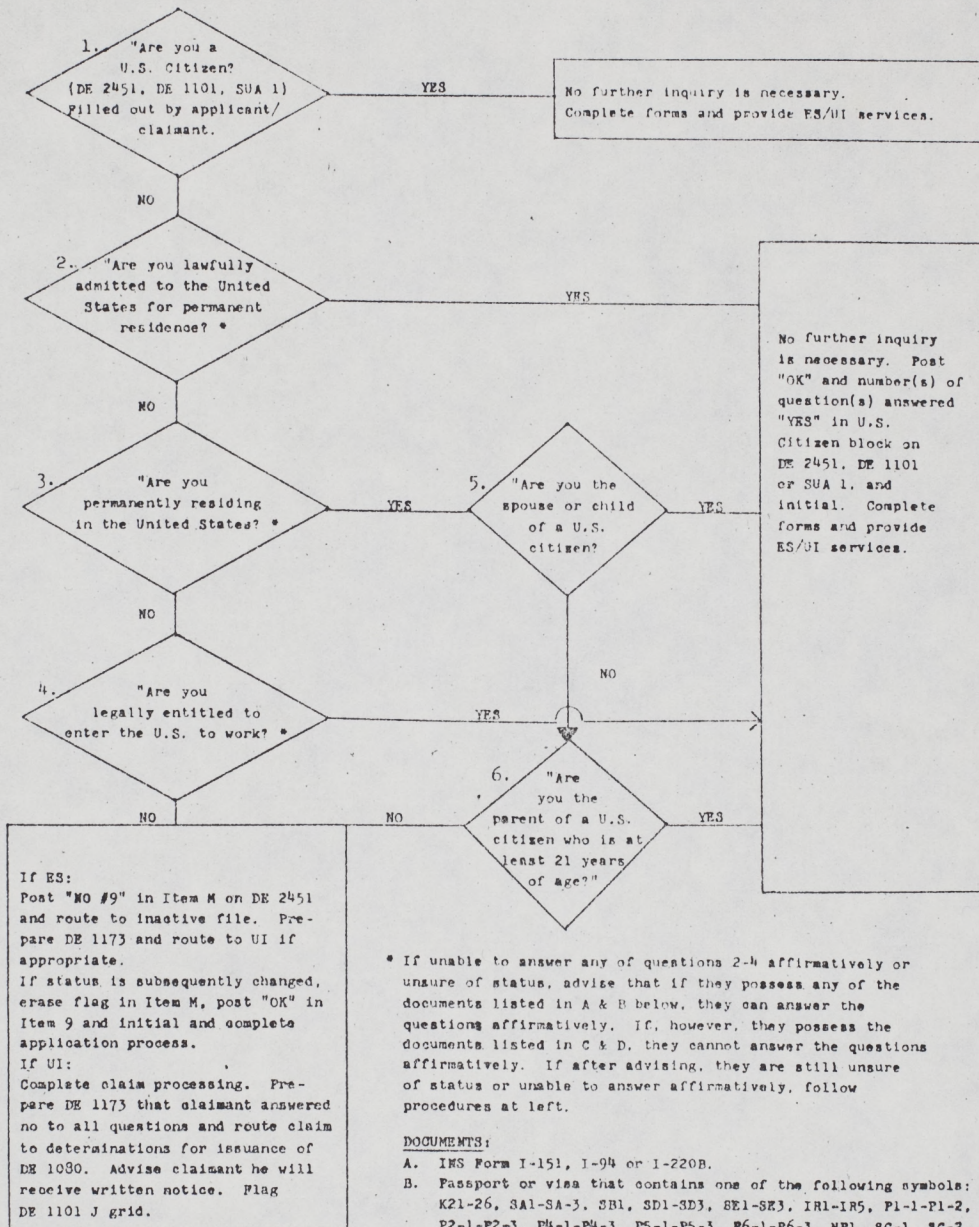 1. "Are you a
U.S. Citizen?
(DE 2451, DE 1101, SUA 1)
Filled out by applicant/
claimant.
YES
No further inquiry is necessary.
Complete forms and provide ES/UI services.
NO
2. "Are you lawfully
admitted to the United
States for permanent
residence? *
YES
No further inquiry
is necessary. Post
"OK" and number(s) of
question(s) answered
"YES" in U.S.
Citizen block on
DE 2451, DE 1101
or SUA 1, and
initial. Complete
forms and provide
ES/UI services.
NO
3. "Are you
permanently residing
in the United States? *
YES
5. "Are you the
spouse or child
of a U.S.
citizen?
YES
NO
NO
4. "Are you
legally entitled to
enter the U.S. to work? *
YES
6. "Are
you the
parent of a U.S.
citizen who is at
least 21 years
of age?"
YES
NO
NO
If ES:
Post "NO #9" in Item M on DE 2451
and route to inactive file. Pre-
pare DE 1173 and route to UI if
appropriate.
If status is subsequently changed,
erase flag in Item M, post "OK" in
Item 9 and initial and complete
application process.
If UI:
Complete claim processing. Pre-
pare DE 1173 that claimant answered
no to all questions and route claim
to determinations for issuance of
DE 1080. Advise claimant he will
receive written notice. Flag
DE 1101 J grid.
* If unable to answer any of questions 2-4 affirmatively or
unsure of status, advise that if they possess any of the
documents listed in A & B below, they can answer the
questions affirmatively. If, however, they possess the
documents listed in C & D, they cannot answer the questions
affirmatively. If after advising, they are still unsure
of status or unable to answer affirmatively, follow
procedures at left.
DOCUMENTS:
A. INS Form I-151, I-94 or I-220B.
B. Passport or visa that contains one of the following symbols:
K21-26, SA1-SA-3, SB1, SD1-SD3, SE1-SE3, IR1-IR5, P1-1-P1-2,
P2-1-P2-3, P4-1-P4-3, P5-1-P5-3, P6-1-P6-3,